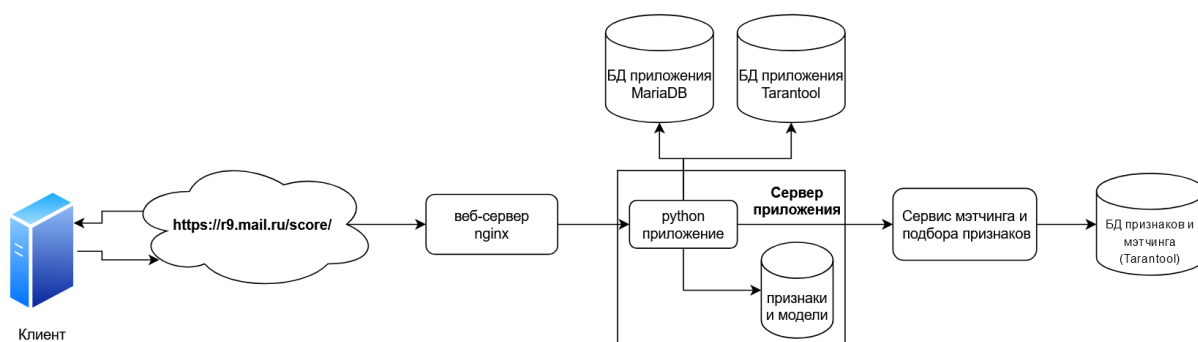 БД приложения
MariaDB
БД приложения
Tarantool
Клиент
https://r9.mail.ru/score/
веб-сервер
nginx
python
приложение
Сервер
приложения
признаки
и модели
Сервис мэтчинга и
подбора признаков
БД признаков и
мэтчинга
(Tarantool)